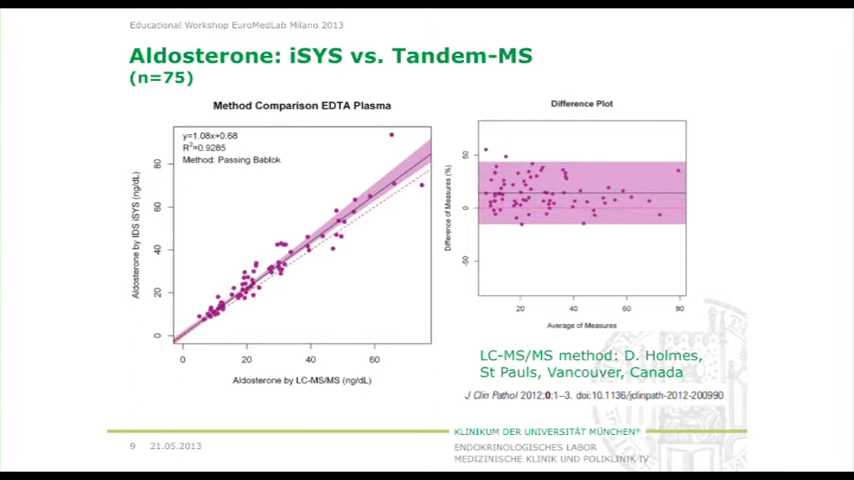 Educational Workshop EuroMedLab Milano 2013
Aldosterone: iSYS vs. Tandem-MS
(n=75)
Method Comparison EDTA Plasma
y=1.08x+0.68
R²=0.9285
Method: Passing Bablok
Aldosterone by IDS iSYS (ng/dL)
80
60
40
20
0
0 20 40 60
Aldosterone by LC-MS/MS (ng/dL)
Difference Plot
Difference of Measures (%)
50
0
-50
20 40 60 80
Average of Measures
LC-MS/MS method: D. Holmes,
St Pauls, Vancouver, Canada
J Clin Pathol 2012;0:1–3. doi:10.1136/jclinpath-2012-200990
KLINIKUM DER UNIVERSITÄT MÜNCHEN®
9 21.05.2013
ENDOKRINOLOGISCHES LABOR
MEDIZINISCHE KLINIK UND POLIKLINIK IV